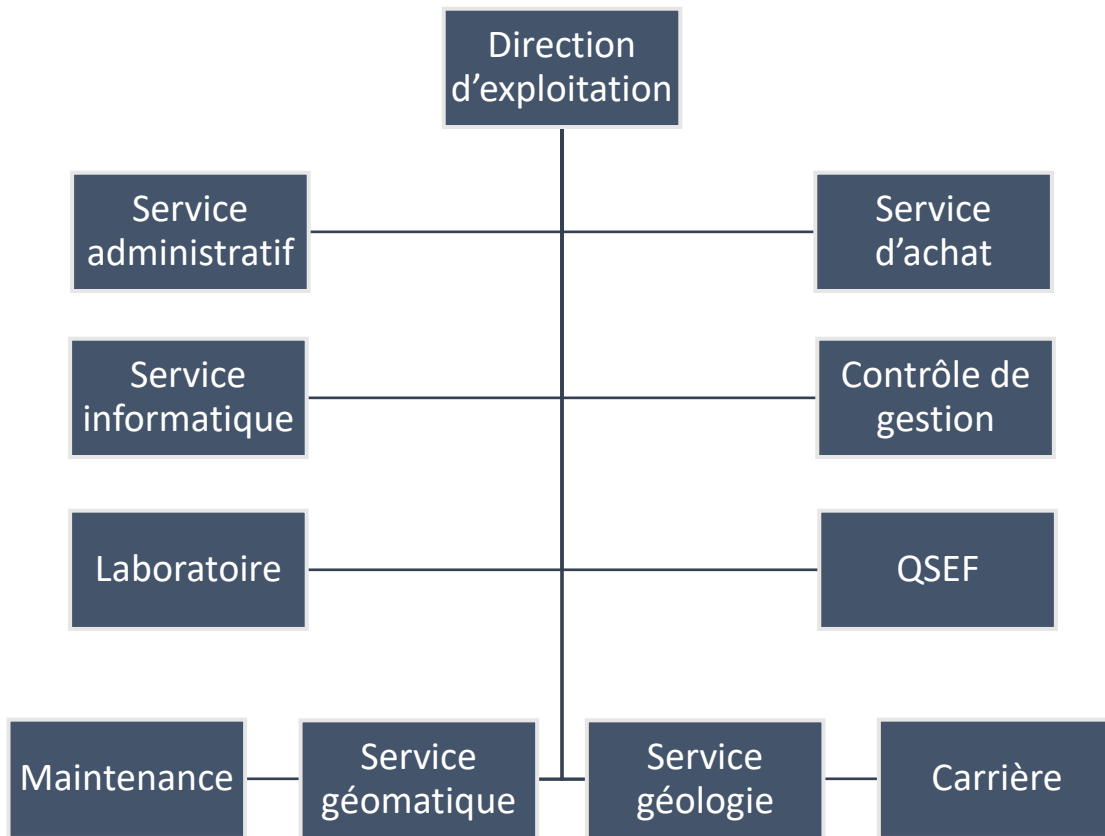 Direction
d’exploitation
Service
administratif
Service
d’achat
Service
informatique
Contrôle de
gestion
Laboratoire
QSEF
Maintenance
Service
géomatique
Service
géologie
Carrière